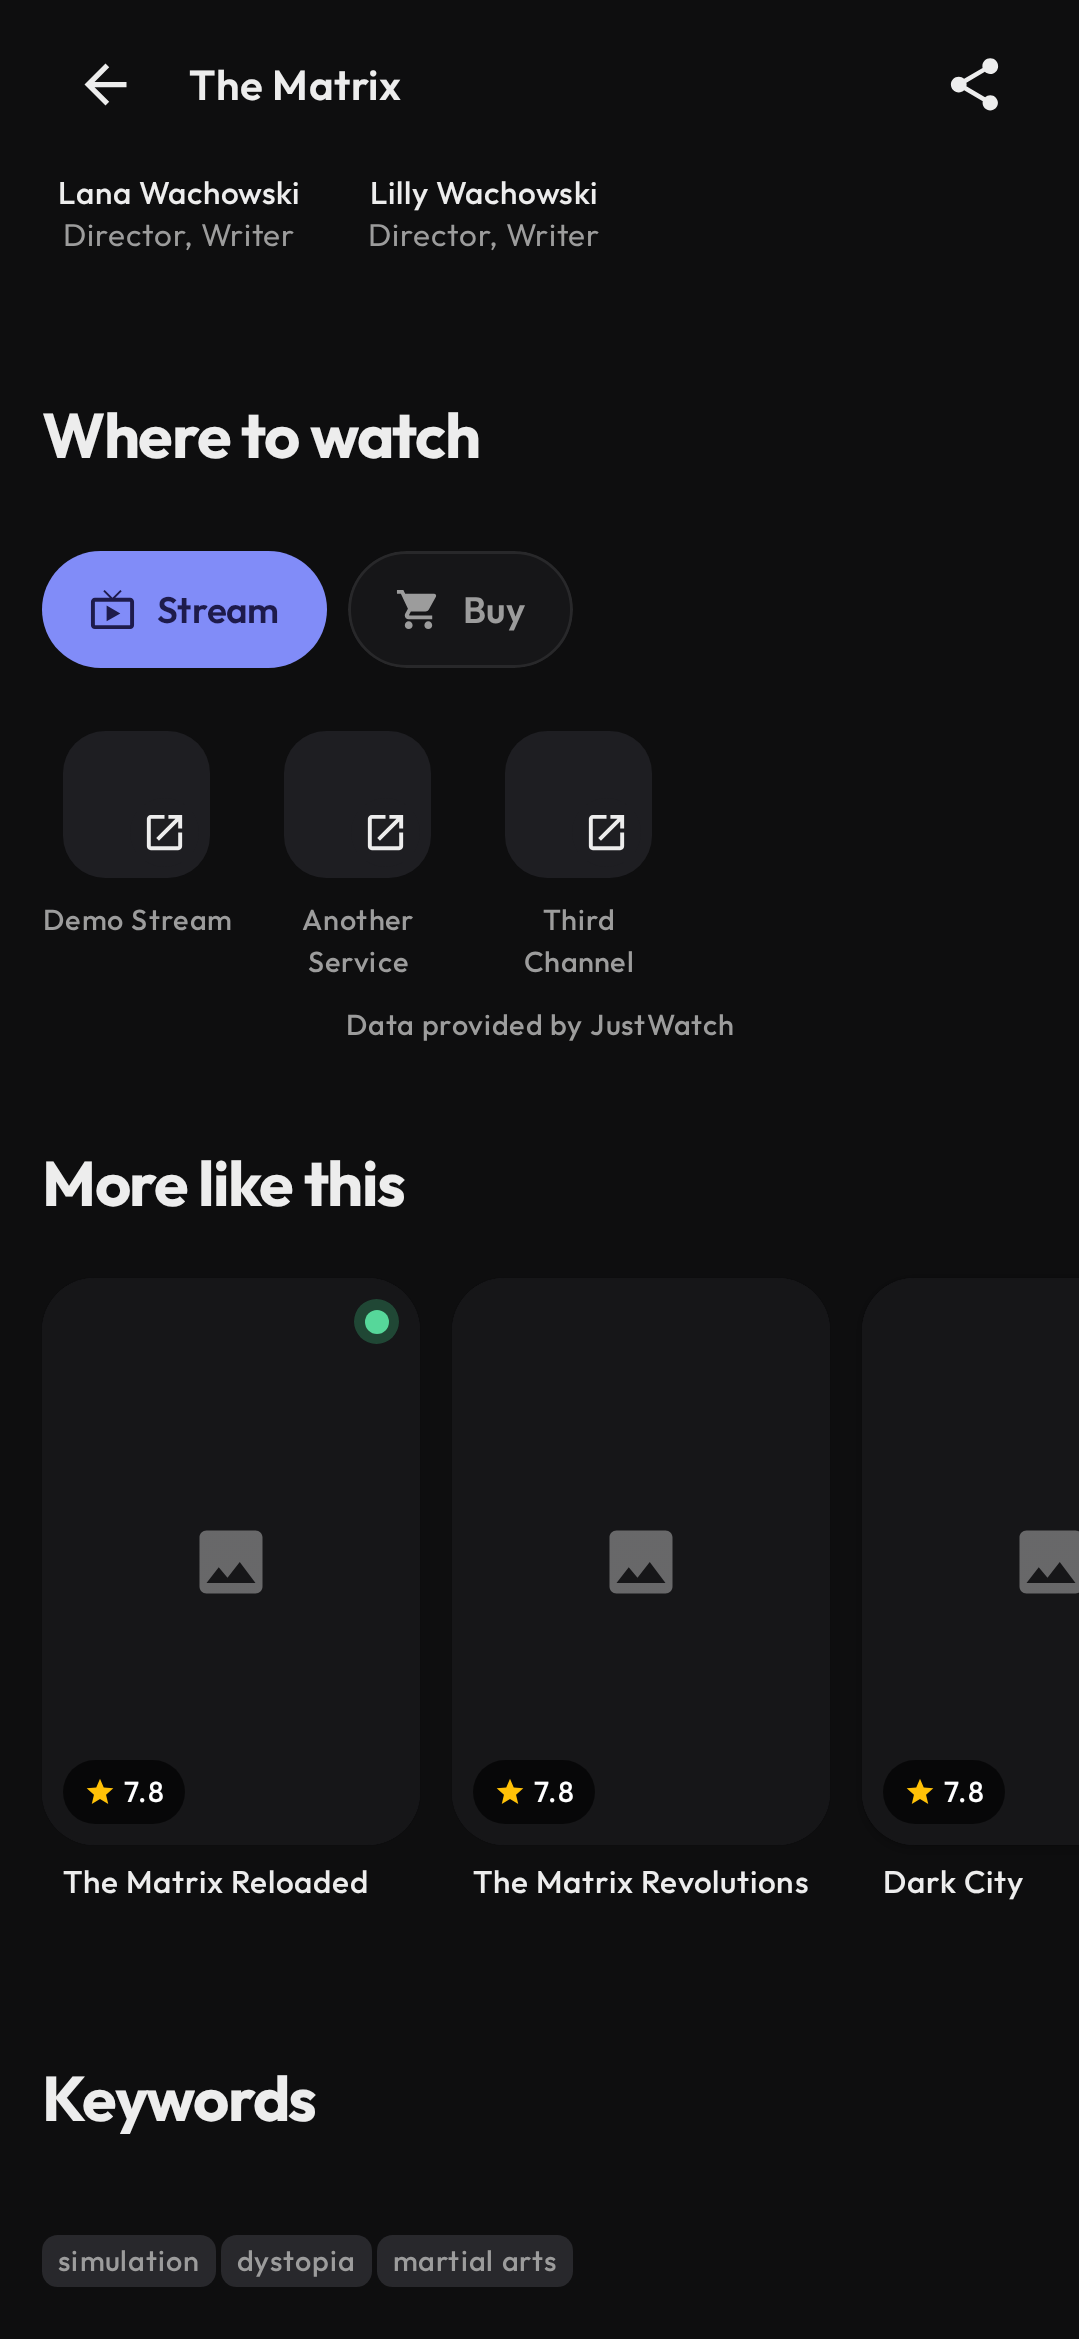 The Matrix
Lana Wachowski
Director, Writer
Lilly Wachowski
Director, Writer
Where to watch
Stream
Buy
Demo Stream
Another
Service
Third
Channel
Data provided by JustWatch
More like this
7.8
The Matrix Reloaded
7.8
The Matrix Revolutions
7.8
Dark City
Keywords
simulation
dystopia
martial arts